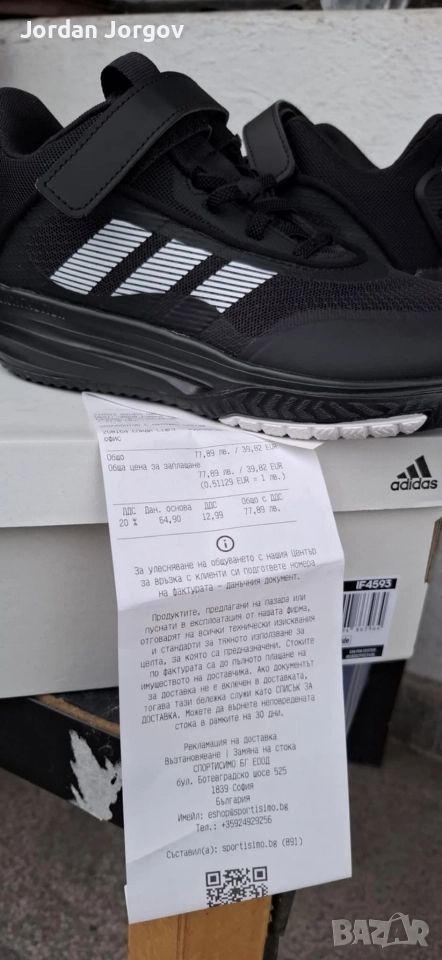 Jordan Jorgov
офис
Общо 77,89 лв. / 39,82 EUR
Обща цена за заплащане
77,89 лв. / 39,82 EUR
(0.51129 EUR = 1 лв.)
ДДС Дан. основа ДДС Общо с ДДС
20 % 64,90 12,99 77,89 лв.
За улесняване на общуването с нашия Център
за връзка с клиенти си подгответе номера
на фактурата - данъчния документ.
Продуктите, предлагани на пазара или
пуснати в експлоатация от нашата фирма,
отговарят на всички технически изисквания
и стандарти за тяхното използване за
целта, за която са предназначени. Стоките
по фактурата са до пълното плащане на
имуществото на доставчика. Ако документът
за доставка не е включен в доставката,
тогава тази бележка служи като СПИСЪК ЗА
ДОСТАВКА. Можете да върнете неповредената
стока в рамките на 30 дни.
Рекламация на доставка
Възтановяване | Замяна на стока
СПОРТИСИМО БГ ЕООД
бул. Ботевградско шосе 525
1839 София
България
Имейл: eshop@sportisimo.bg
Тел.: +35924929256
Съставил(а): sportisimo.bg (891)
adidas
IF4593
BAZAR